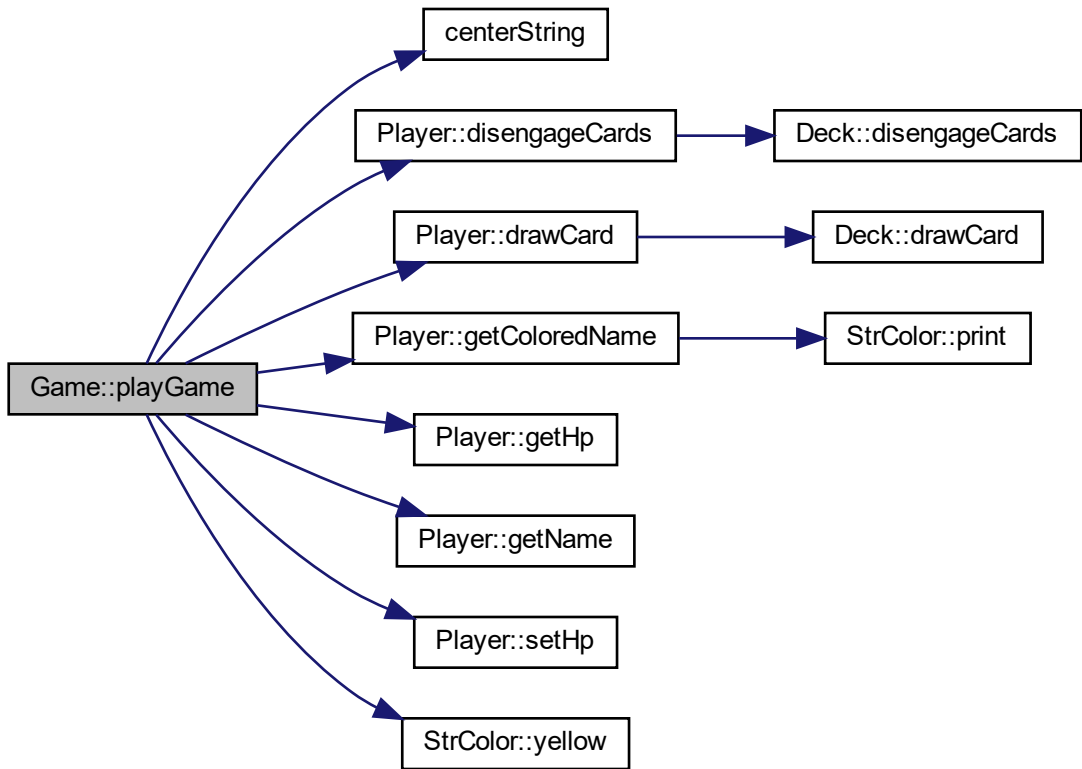 centerString
Player::disengageCards
Deck::disengageCards
Player::drawCard
Deck::drawCard
Player::getColoredName
StrColor::print
Game::playGame
Player::getHp
Player::getName
Player::setHp
StrColor::yellow